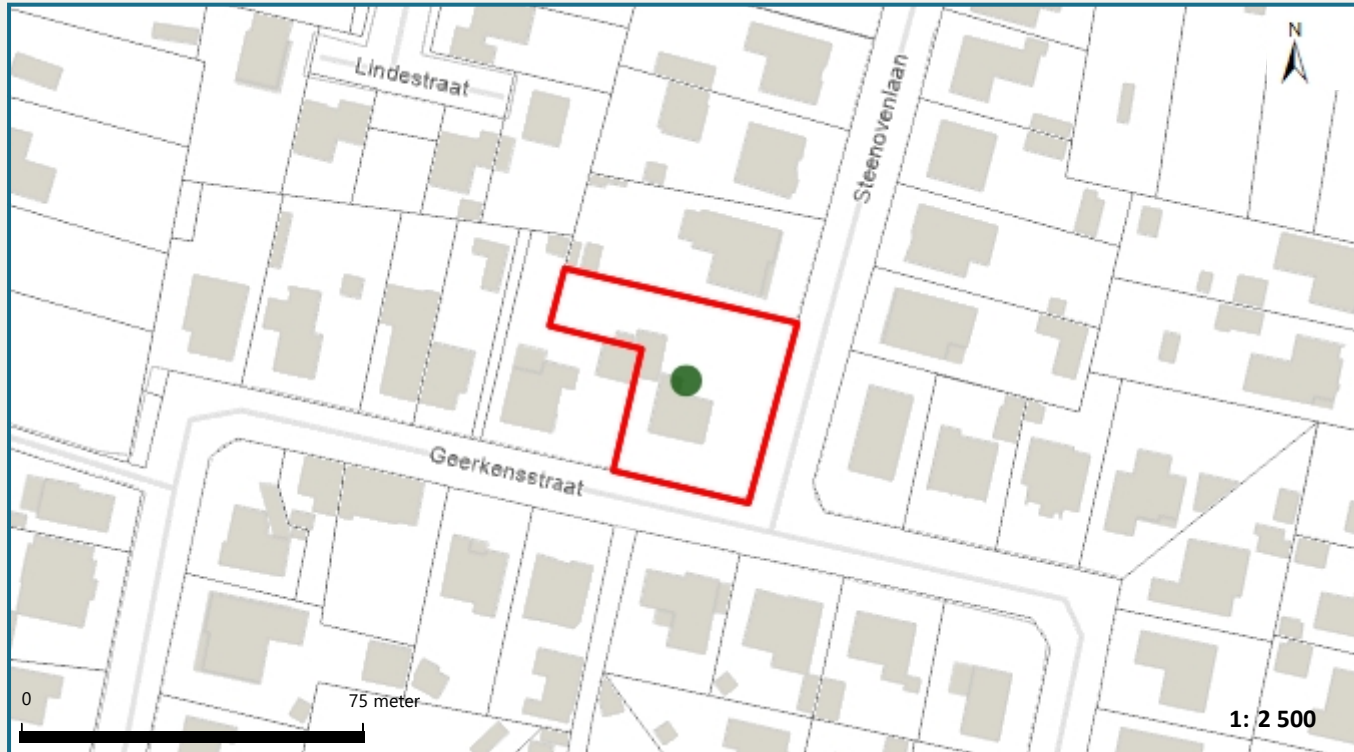 N
Lindestraat
Steenovenlaan
Geerkensstraat
0 75 meter
1: 2 500